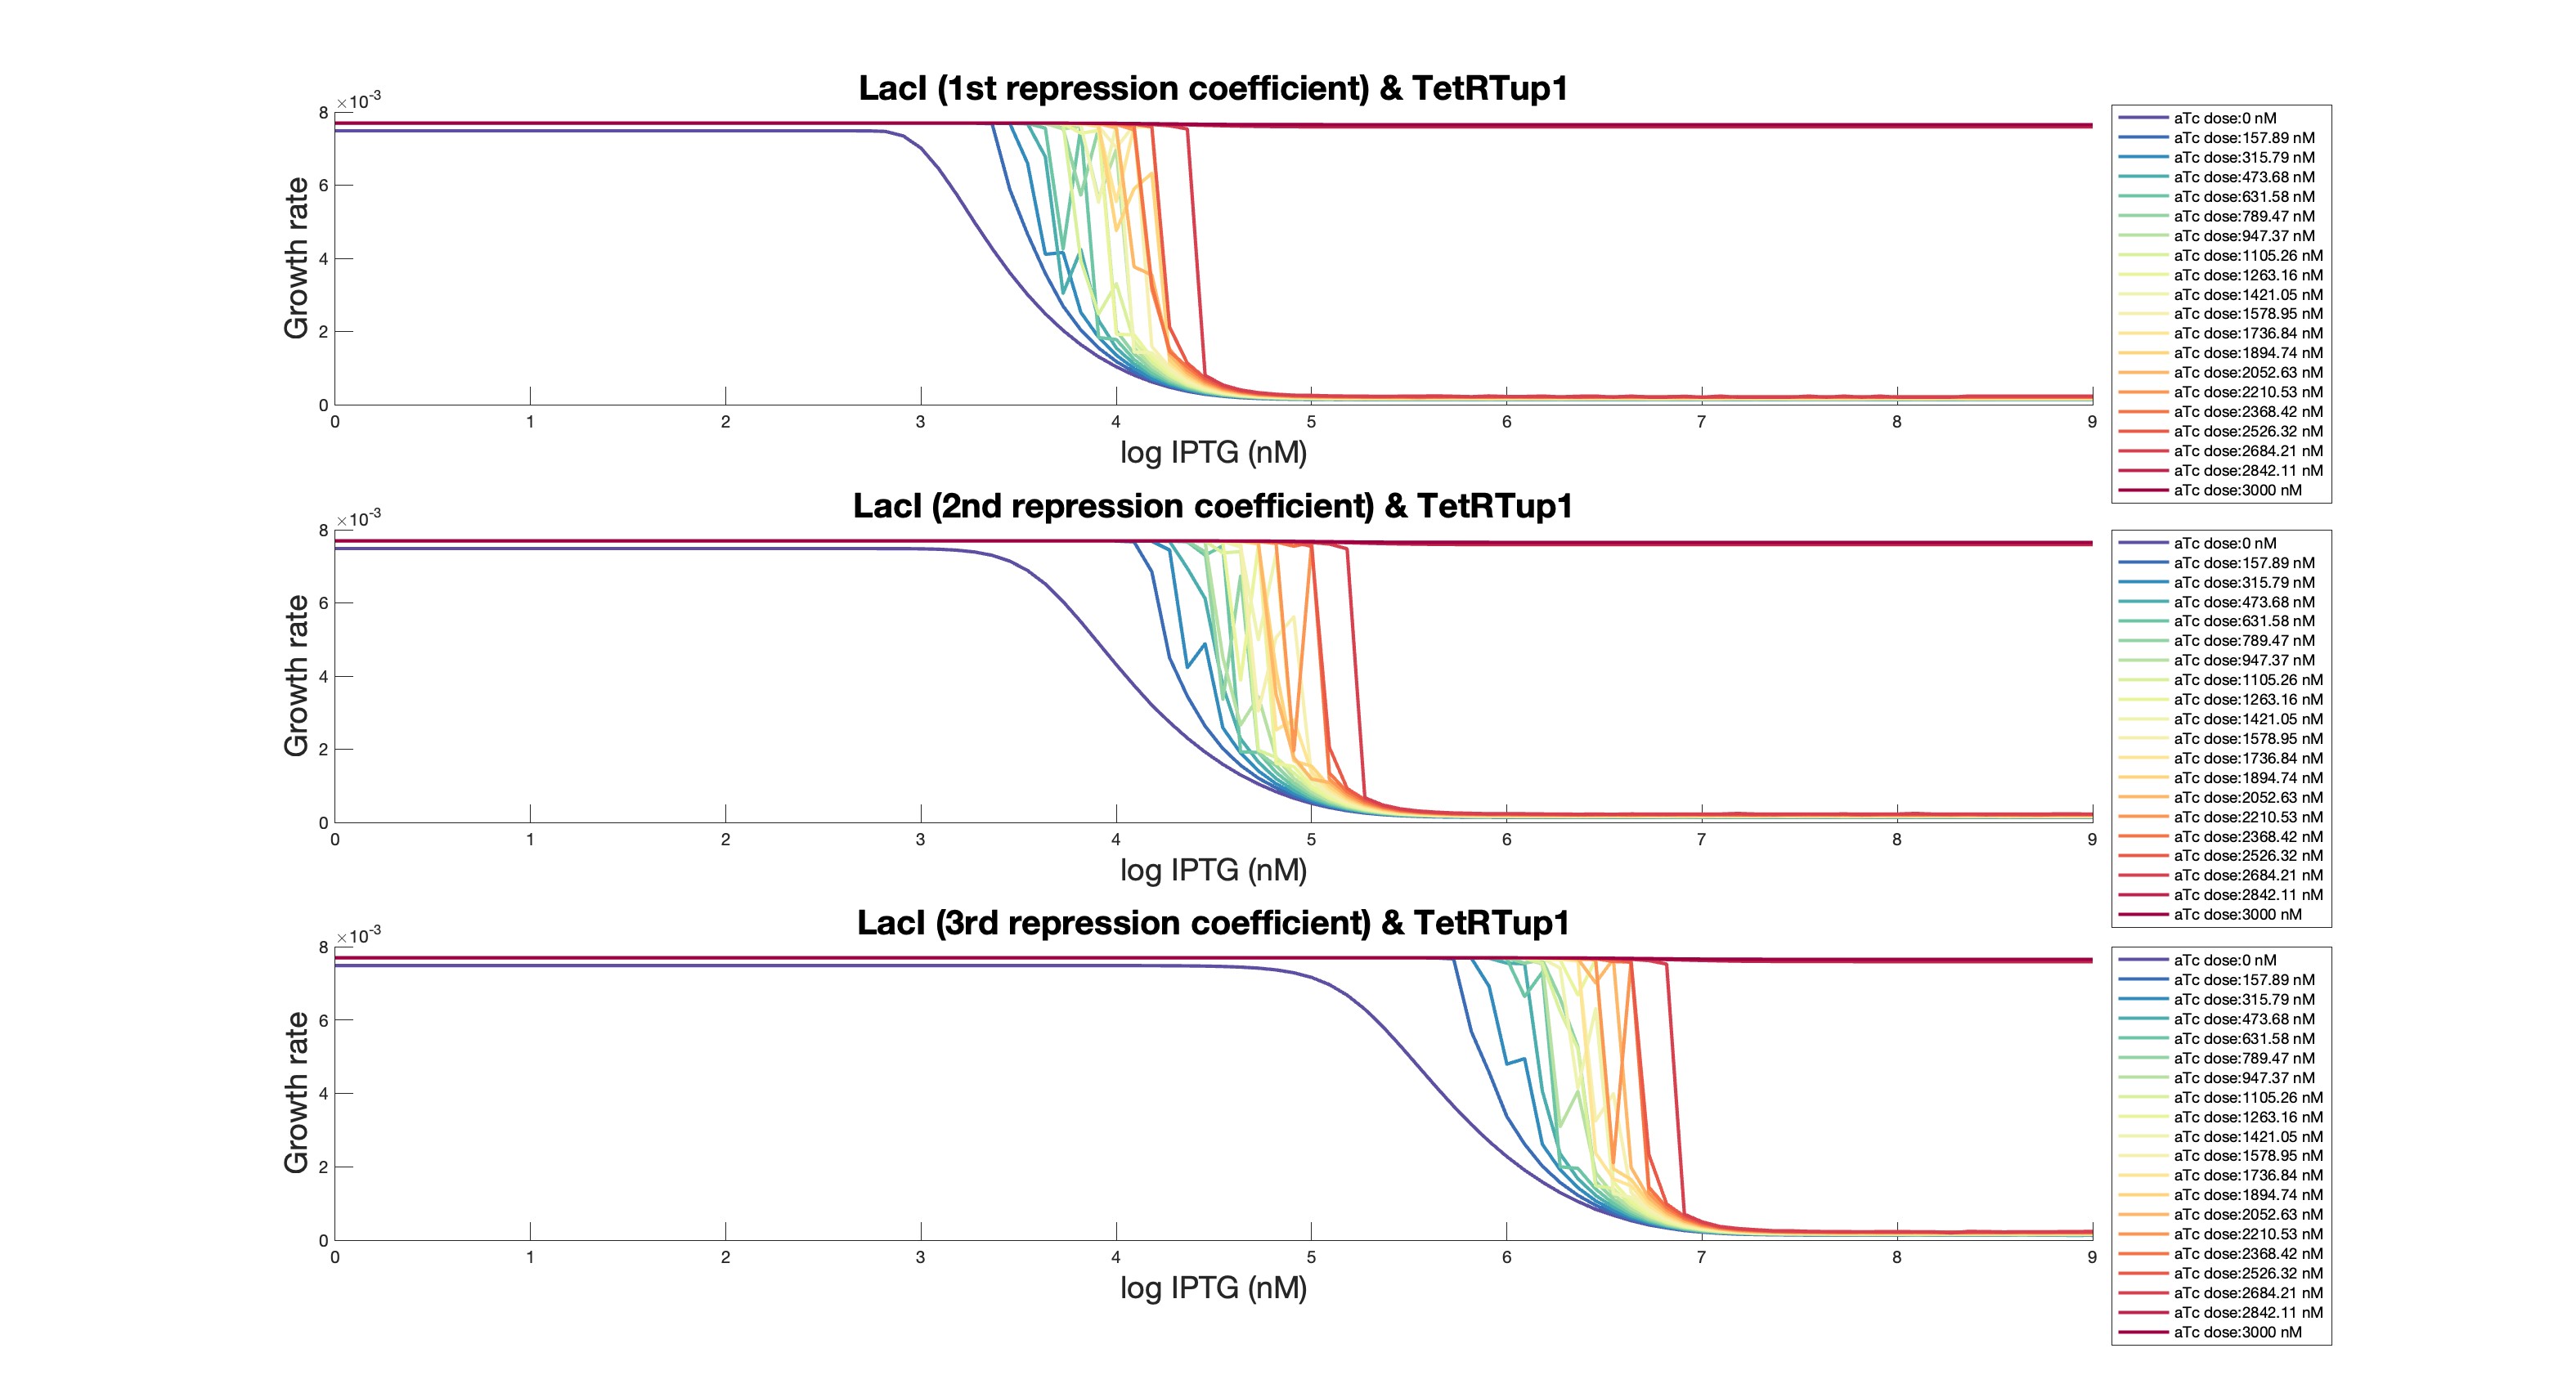 LacI (1st repression coefficient) & TetRTup1
×10-3
8
6
4
2
0
Growth rate
0 1 2 3 4 5 6 7 8 9
log IPTG (nM)
aTc dose:0 nM
aTc dose:157.89 nM
aTc dose:315.79 nM
aTc dose:473.68 nM
aTc dose:631.58 nM
aTc dose:789.47 nM
aTc dose:947.37 nM
aTc dose:1105.26 nM
aTc dose:1263.16 nM
aTc dose:1421.05 nM
aTc dose:1578.95 nM
aTc dose:1736.84 nM
aTc dose:1894.74 nM
aTc dose:2052.63 nM
aTc dose:2210.53 nM
aTc dose:2368.42 nM
aTc dose:2526.32 nM
aTc dose:2684.21 nM
aTc dose:2842.11 nM
aTc dose:3000 nM
LacI (2nd repression coefficient) & TetRTup1
×10-3
8
6
4
2
0
Growth rate
0 1 2 3 4 5 6 7 8 9
log IPTG (nM)
aTc dose:0 nM
aTc dose:157.89 nM
aTc dose:315.79 nM
aTc dose:473.68 nM
aTc dose:631.58 nM
aTc dose:789.47 nM
aTc dose:947.37 nM
aTc dose:1105.26 nM
aTc dose:1263.16 nM
aTc dose:1421.05 nM
aTc dose:1578.95 nM
aTc dose:1736.84 nM
aTc dose:1894.74 nM
aTc dose:2052.63 nM
aTc dose:2210.53 nM
aTc dose:2368.42 nM
aTc dose:2526.32 nM
aTc dose:2684.21 nM
aTc dose:2842.11 nM
aTc dose:3000 nM
LacI (3rd repression coefficient) & TetRTup1
×10-3
8
6
4
2
0
Growth rate
0 1 2 3 4 5 6 7 8 9
log IPTG (nM)
aTc dose:0 nM
aTc dose:157.89 nM
aTc dose:315.79 nM
aTc dose:473.68 nM
aTc dose:631.58 nM
aTc dose:789.47 nM
aTc dose:947.37 nM
aTc dose:1105.26 nM
aTc dose:1263.16 nM
aTc dose:1421.05 nM
aTc dose:1578.95 nM
aTc dose:1736.84 nM
aTc dose:1894.74 nM
aTc dose:2052.63 nM
aTc dose:2210.53 nM
aTc dose:2368.42 nM
aTc dose:2526.32 nM
aTc dose:2684.21 nM
aTc dose:2842.11 nM
aTc dose:3000 nM